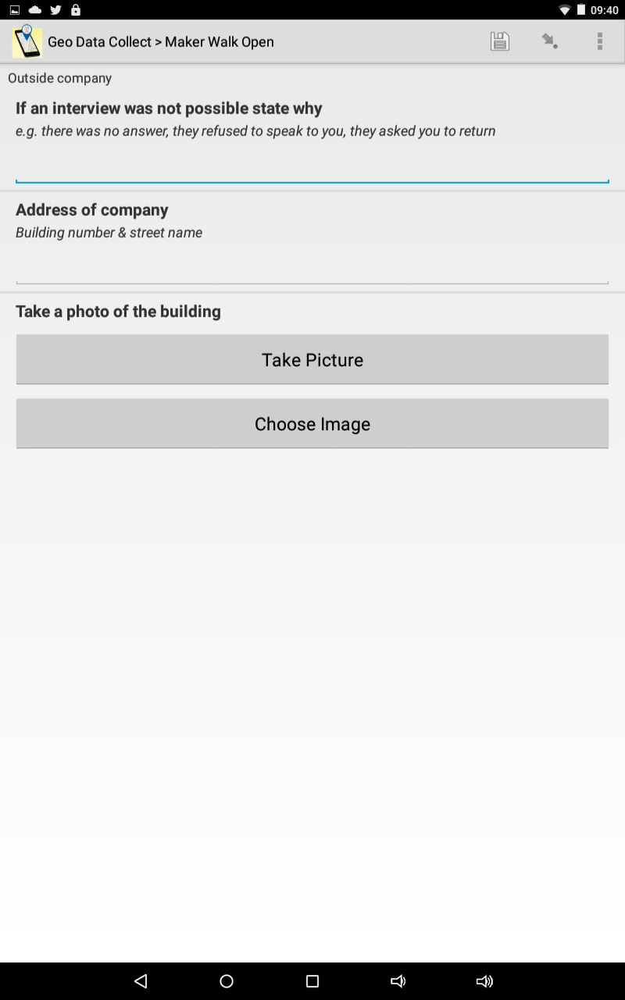 09:40
Geo Data Collect > Maker Walk Open
Outside company
If an interview was not possible state why
e.g. there was no answer, they refused to speak to you, they asked you to return
Address of company
Building number & street name
Take a photo of the building
Take Picture
Choose Image